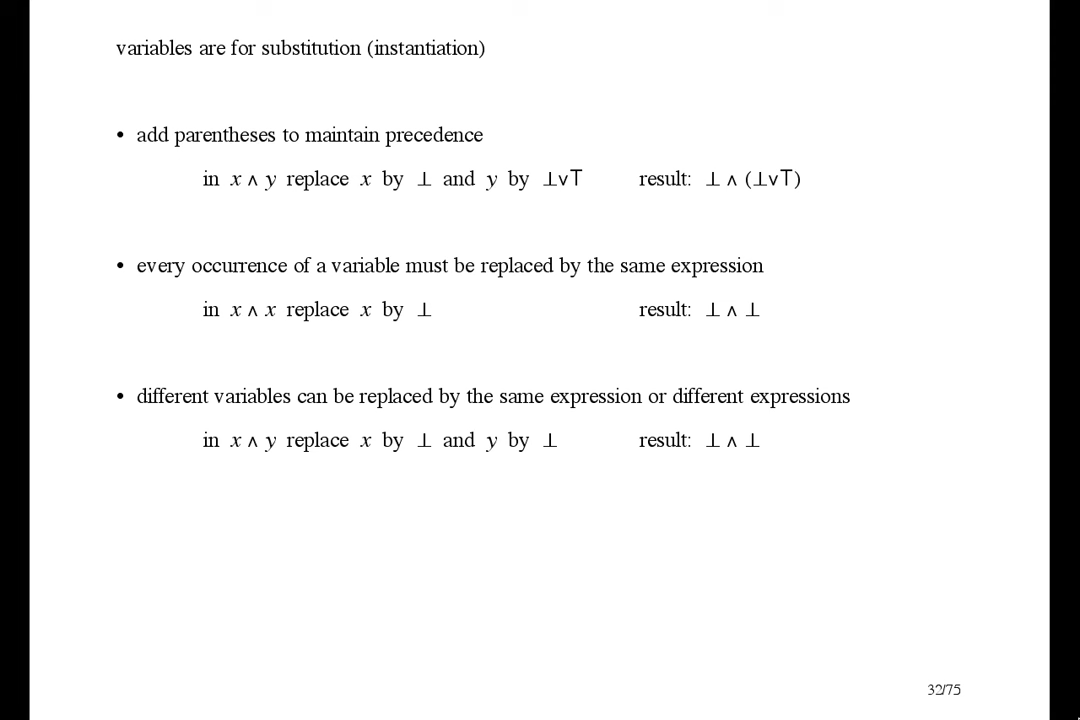 variables are for substitution (instantiation)
• add parentheses to maintain precedence
in x ∧ y replace x by ⊥ and y by ⊥∨⊤ result: ⊥ ∧ (⊥∨⊤)
• every occurrence of a variable must be replaced by the same expression
in x ∧ x replace x by ⊥ result: ⊥ ∧ ⊥
• different variables can be replaced by the same expression or different expressions
in x ∧ y replace x by ⊥ and y by ⊥ result: ⊥ ∧ ⊥
32/75